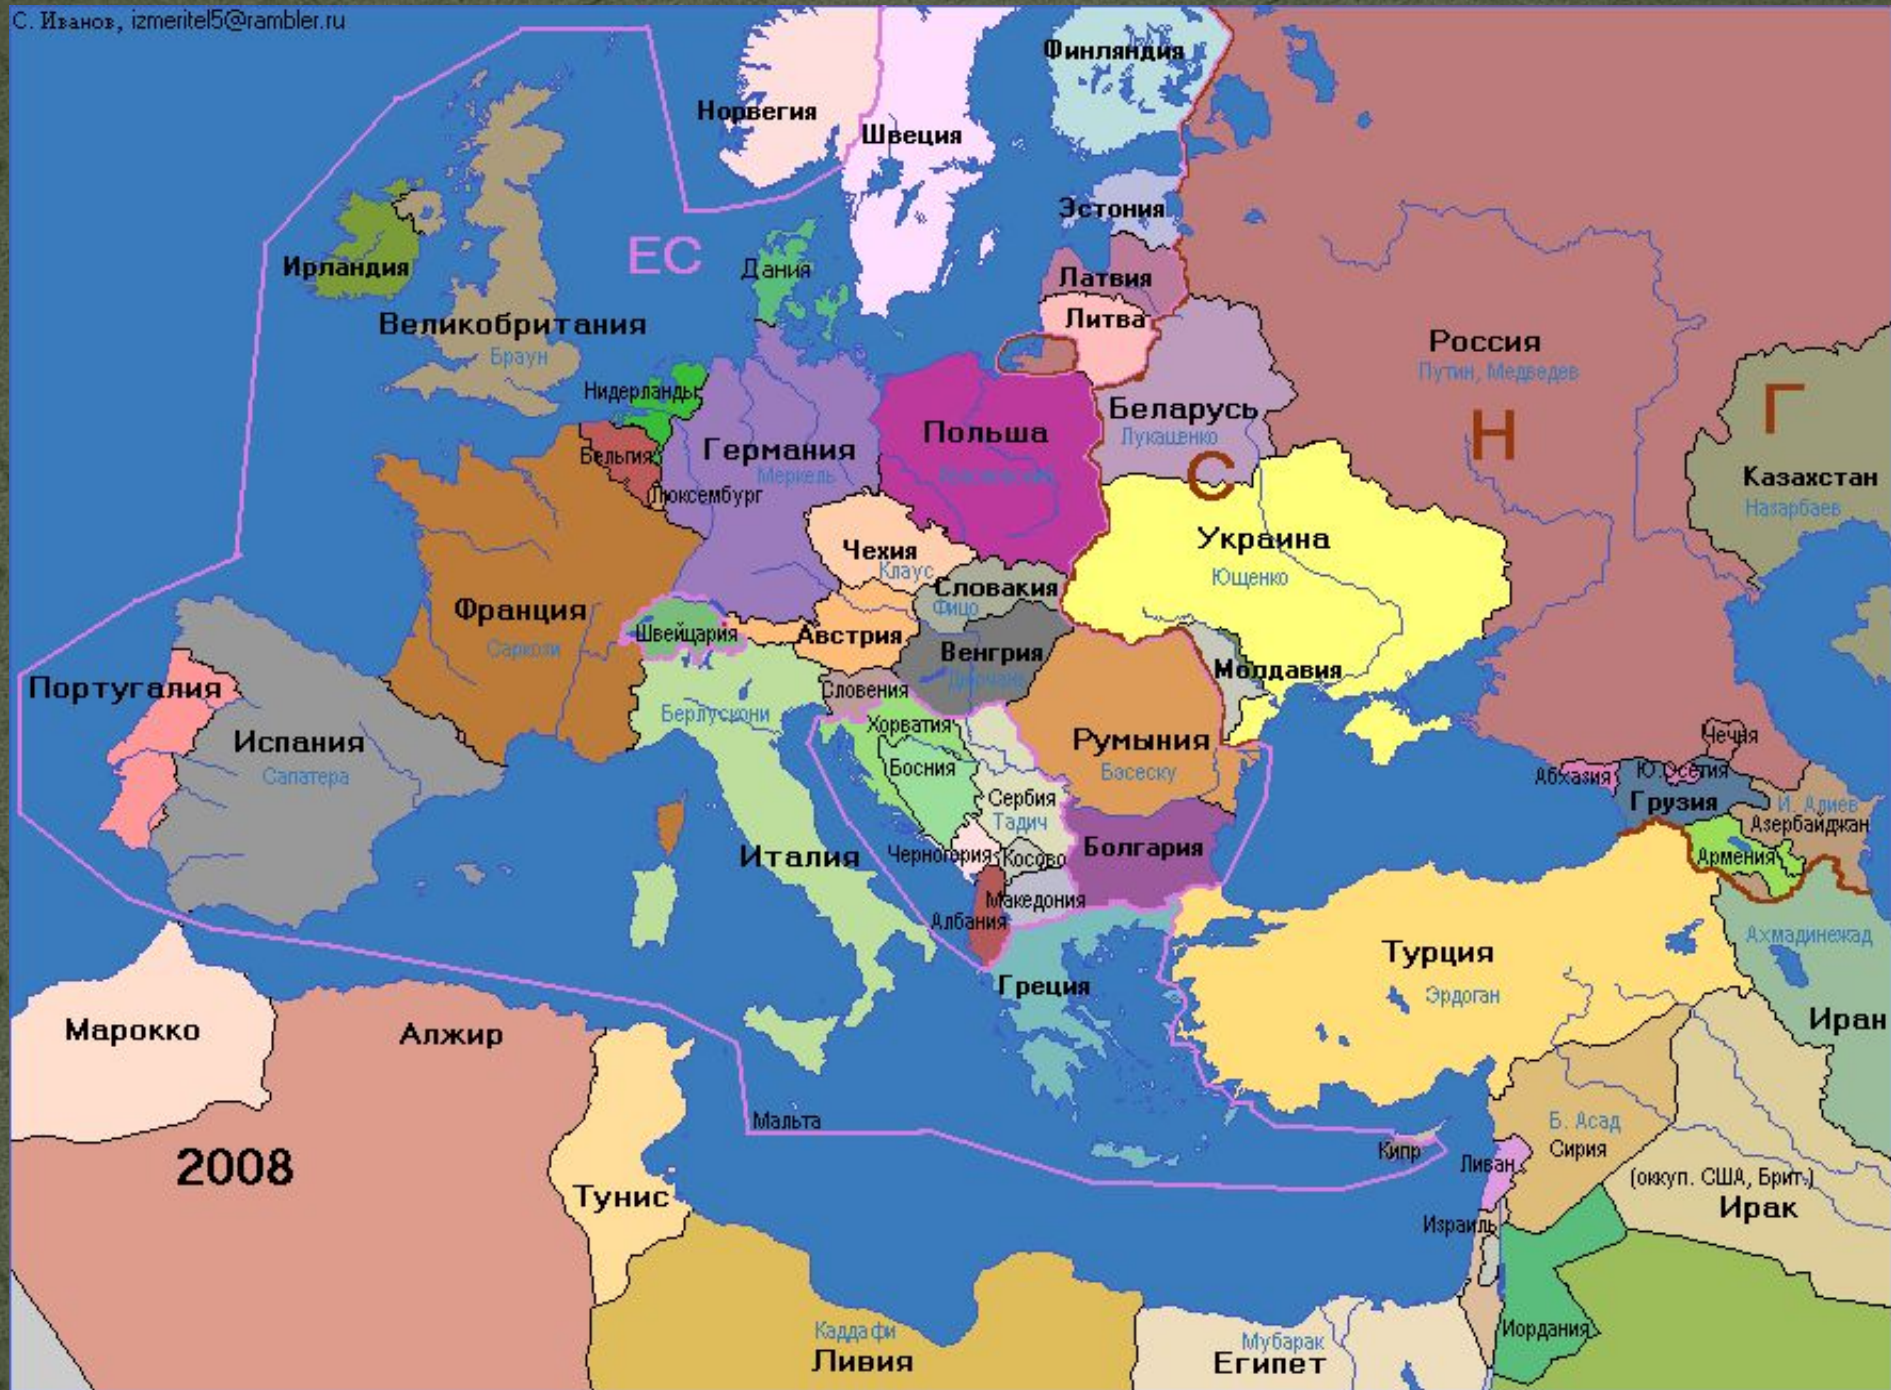 С. Иванов, izmeritel5@rambler.ru
Финляндия
Норвегия
Швеция
Эстония
ЕС
Дания
Ирландия
Латвия
Литва
Великобритания
Браун
Россия
Путин, Медведев
Нидерланды
Беларусь
Лукашенко
Г
Н
С
Польша
Германия
Меркель
Бельгия
Люксембург
Казахстан
Назарбаев
Чехия
Клаус
Украина
Ющенко
Словакия
Фицо
Франция
Саркози
Швейцария
Австрия
Венгрия
Молдавия
Португалия
Словения
Берлускони
Испания
Сапатера
Хорватия
Босния
Румыния
Бэсеску
Чечня
Абхазия
Ю.Осетия
Грузия
И. Алиев
Азербайджан
Сербия
Тадич
Италия
Черногория
Косово
Болгария
Армения
Македония
Албания
Турция
Эрдоган
Ахмадинежад
Греция
Иран
Марокко
Алжир
Мальта
Кипр
Б. Асад
Сирия
Ливан
2008
Тунис
(оккуп. США, Брит.)
Ирак
Израиль
Каддафи
Ливия
Мубарак
Египет
Иордания